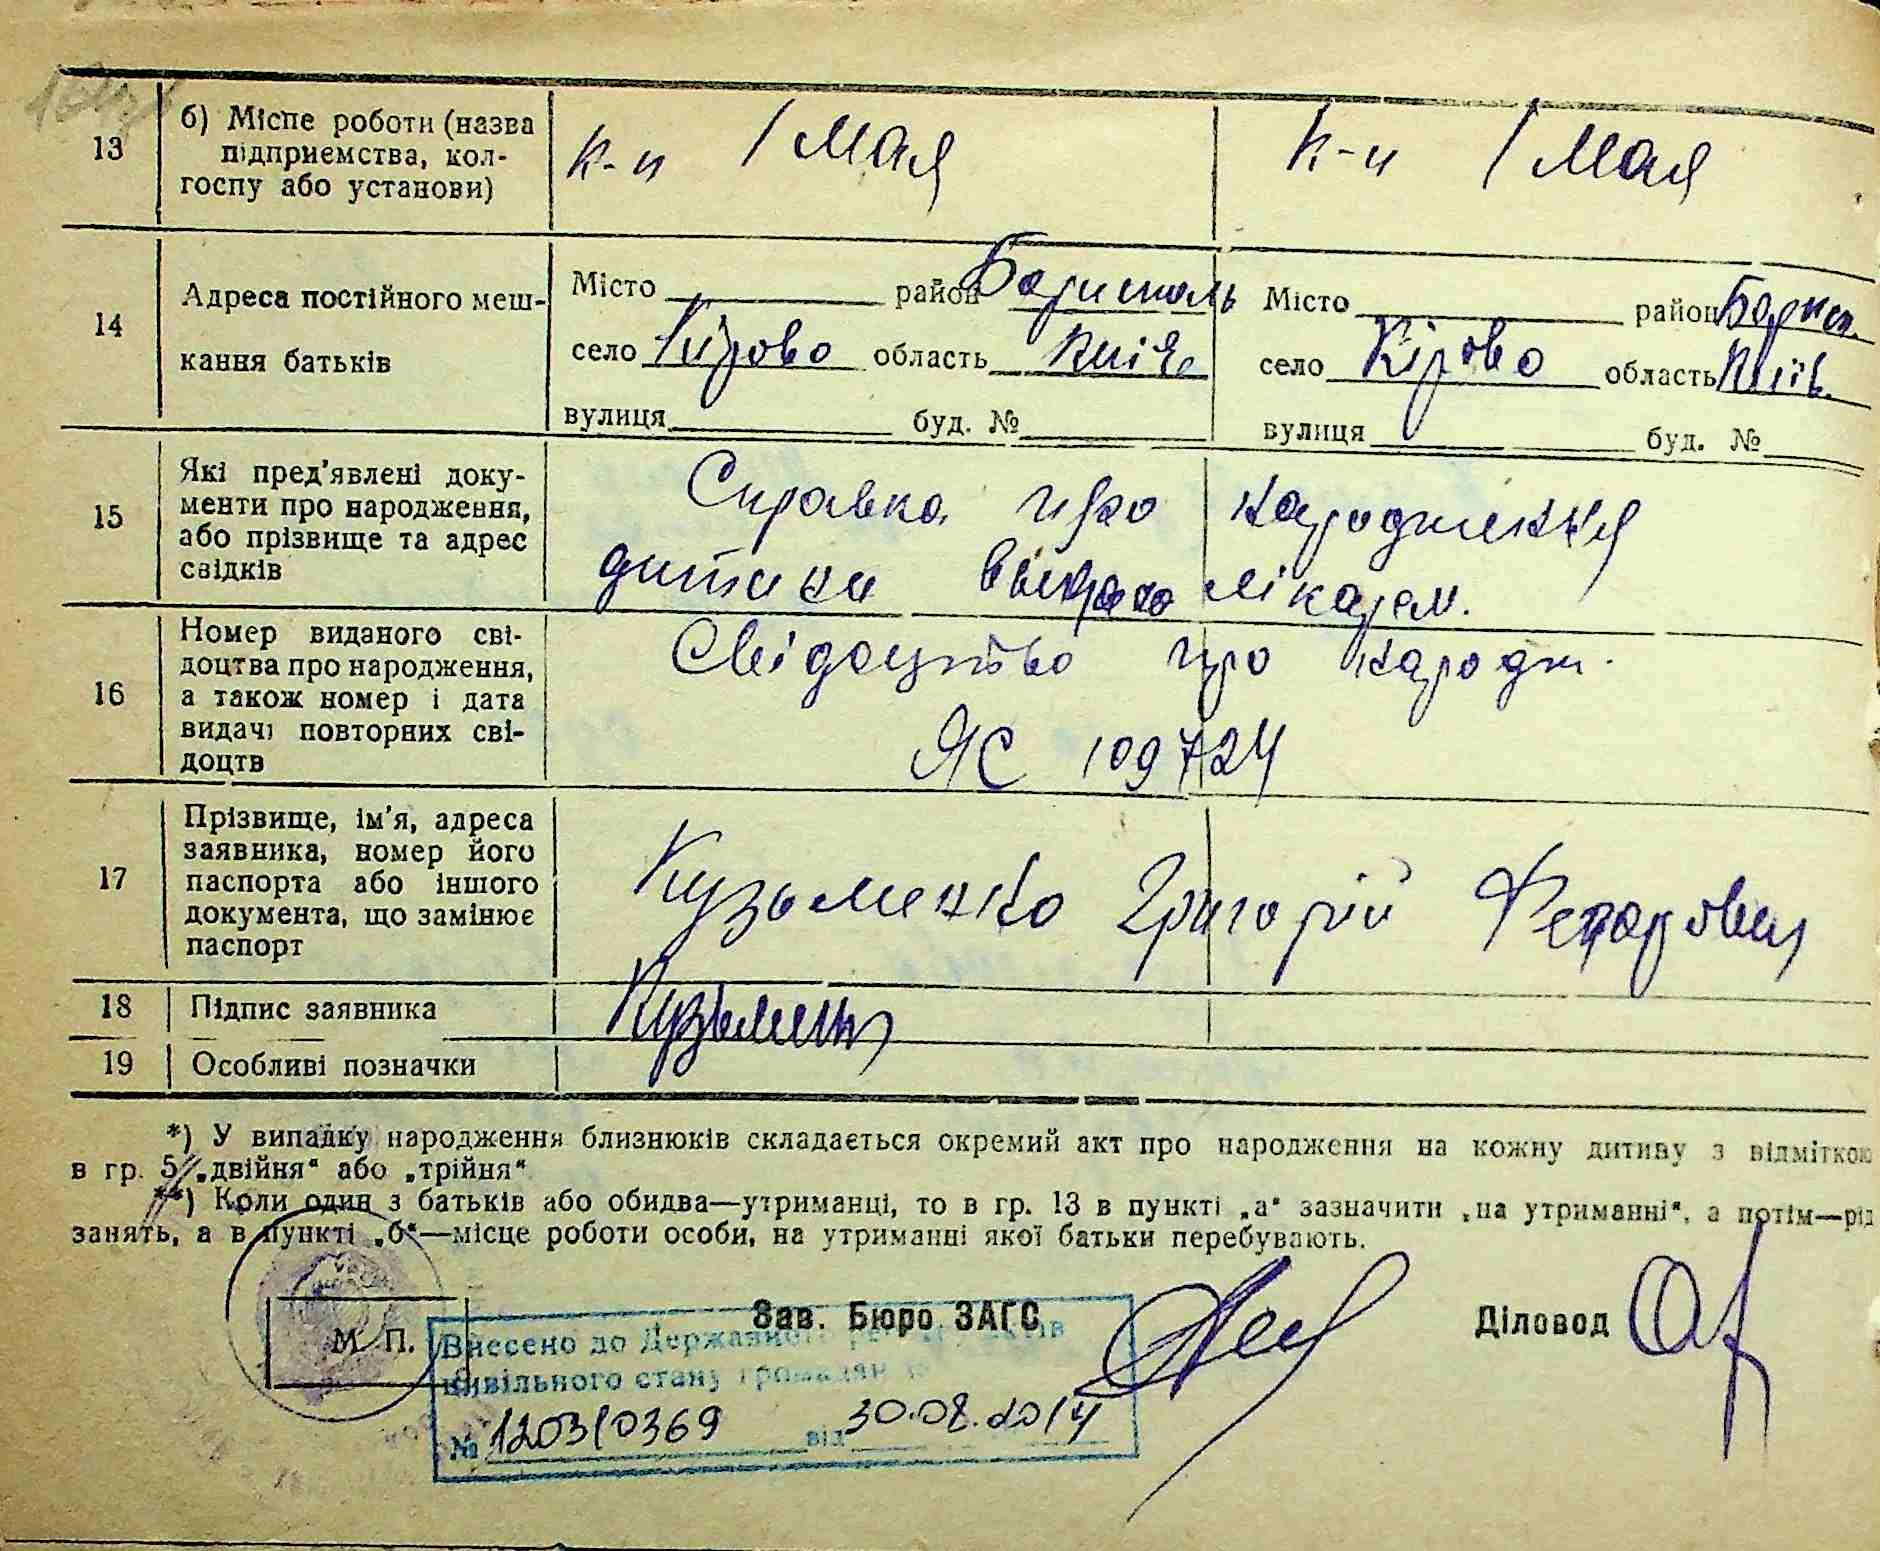 13
б) Місце роботи (назва
підприємства, кол-
госпу або установи)
к-п 1 Мая
к-п 1 Мая
14
Адреса постійного меш-
кання батьків
Місто район Бориспoль
село Кірово область Київ.
вулиця буд. №
Місто район Борисп.
село Кірово область Київ.
вулиця буд. №
15
Які пред'явлені доку-
менти про народження,
або прізвище та адрес
свідків
Справка про народження
дитини лікарем.
16
Номер виданого сві-
доцтва про народження,
а також номер і дата
видачі повторних сві-
доцтв
Свідоцтво про народж.
ЯС 109724
17
Прізвище, ім'я, адреса
заявника, номер його
паспорта або іншого
документа, що замінює
паспорт
Кузьменко Григорій Федорович
18
Підпис заявника
Кузьменко
19
Особливі позначки
*) У випадку народження близнюків складається окремий акт про народження на кожну дитину з відміткою
в гр. 5 „двійня“ або „трійня“
**) Коли один з батьків або обидва—утриманці, то в гр. 13 в пункті „а“ зазначити „на утриманні“, а потім—рід
занять, а в пункті „б“—місце роботи особи, на утриманні якої батьки перебувають.
Зав. Бюро ЗАГС
Діловод
М. П.
Внесено до Державного реєстру актів
цивільного стану громадян
№ 120310369 від 30.08.2014